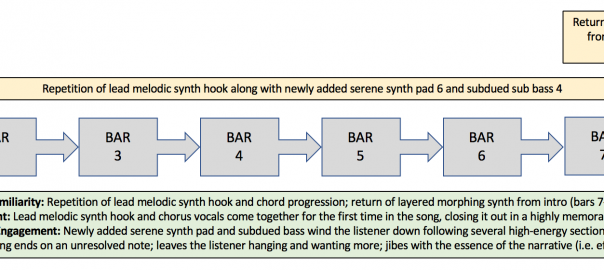 Return
from
Repetition of lead melodic synth hook along with newly added serene synth pad 6 and subdued sub bass 4
AR
BAR
3
BAR
4
BAR
5
BAR
6
BA
7
miliarity: Repetition of lead melodic synth hook and chord progression; return of layered morphing synth from intro (bars 7
nt: Lead melodic synth hook and chorus vocals come together for the first time in the song, closing it out in a highly memora
Engagement: Newly added serene synth pad and subdued bass wind the listener down following several high-energy section
ng ends on an unresolved note; leaves the listener hanging and wanting more; jibes with the essence of the narrative (i.e. ef